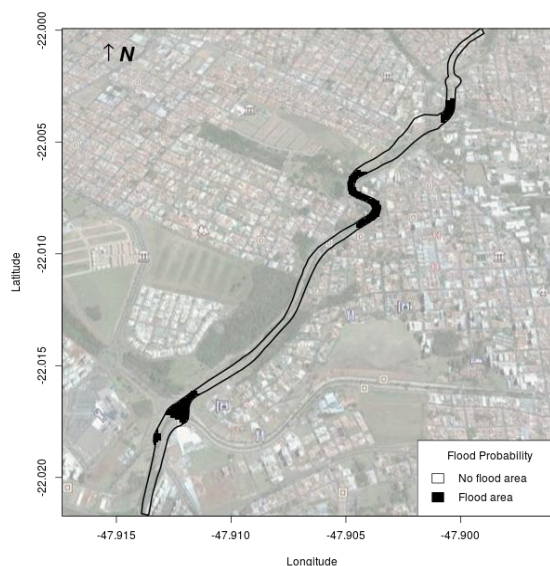 -22.000
N
-22.005
-22.010
Latitude
-22.015
-22.020
Flood Probability
No flood area
Flood area
-47.915
-47.910
-47.905
-47.900
Longitude